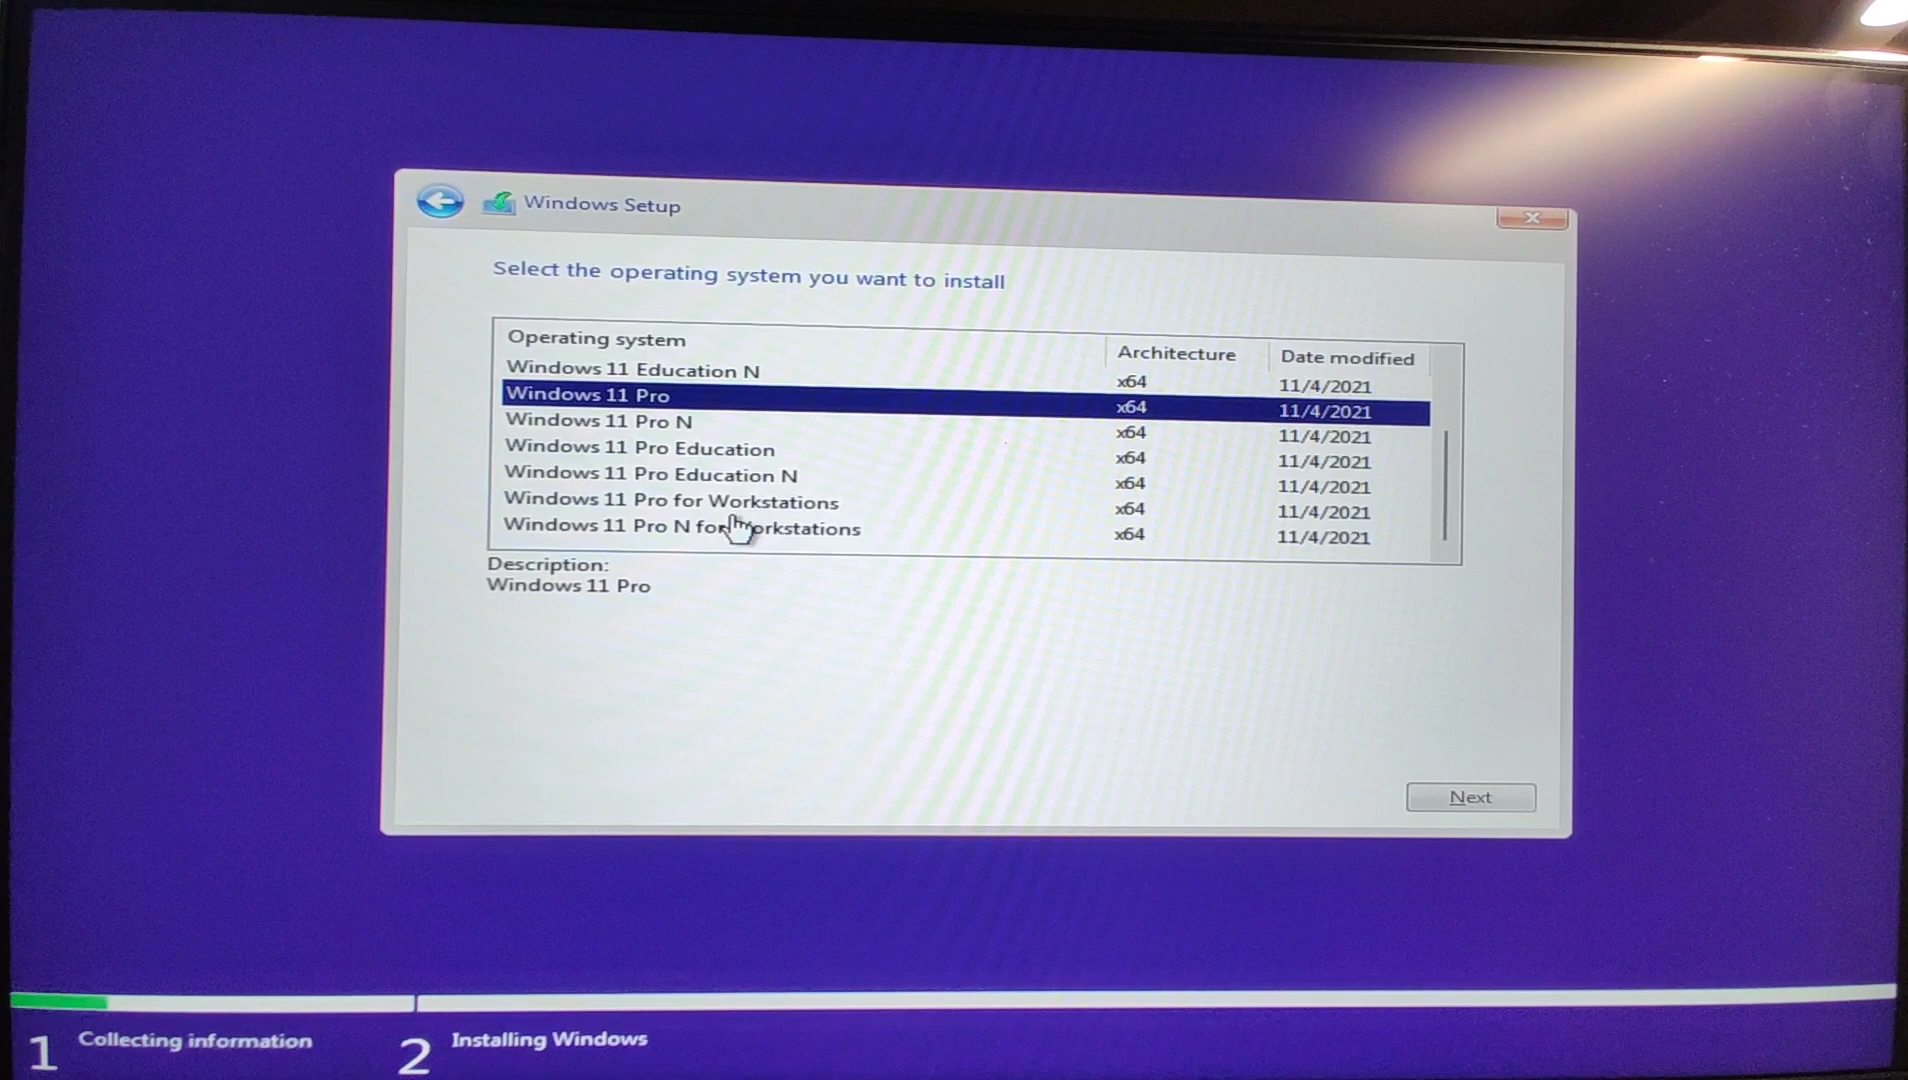 Windows Setup
Select the operating system you want to install
Operating system Architecture Date modified
Windows 11 Education N x64 11/4/2021
Windows 11 Pro x64 11/4/2021
Windows 11 Pro N x64 11/4/2021
Windows 11 Pro Education x64 11/4/2021
Windows 11 Pro Education N x64 11/4/2021
Windows 11 Pro for Workstations x64 11/4/2021
Windows 11 Pro N for Workstations x64 11/4/2021
Description:
Windows 11 Pro
Next
1 Collecting information 2 Installing Windows